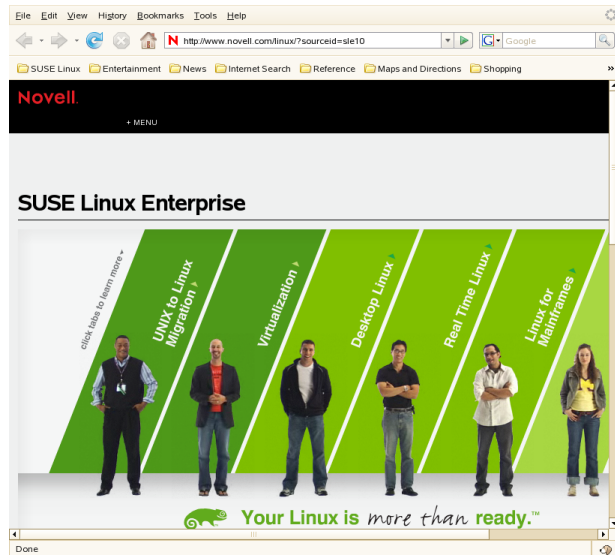 File Edit View History Bookmarks Tools Help
N http://www.novell.com/linux/?sourceid=sle10
G Google
SUSE Linux Entertainment News Internet Search Reference Maps and Directions Shopping »
Novell.
+ MENU
SUSE Linux Enterprise
click tabs to learn more
UNIX to Linux
Migration
Virtualization
Desktop Linux
Real Time Linux
Linux for
Mainframes
Your Linux is more than ready.™
Done